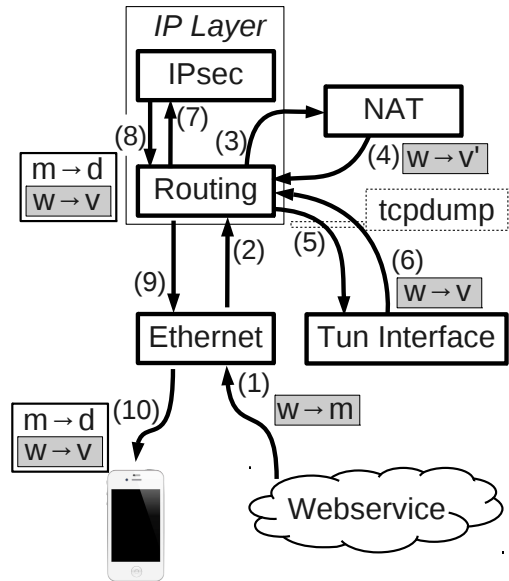 IP Layer
IPsec
NAT
(8)
(7)
(3)
(4)
w→v'
m→d
w→v
Routing
tcpdump
(2)
(5)
(6)
(9)
w→v
Ethernet
Tun Interface
(1)
(10)
w→m
m→d
w→v
Webservice